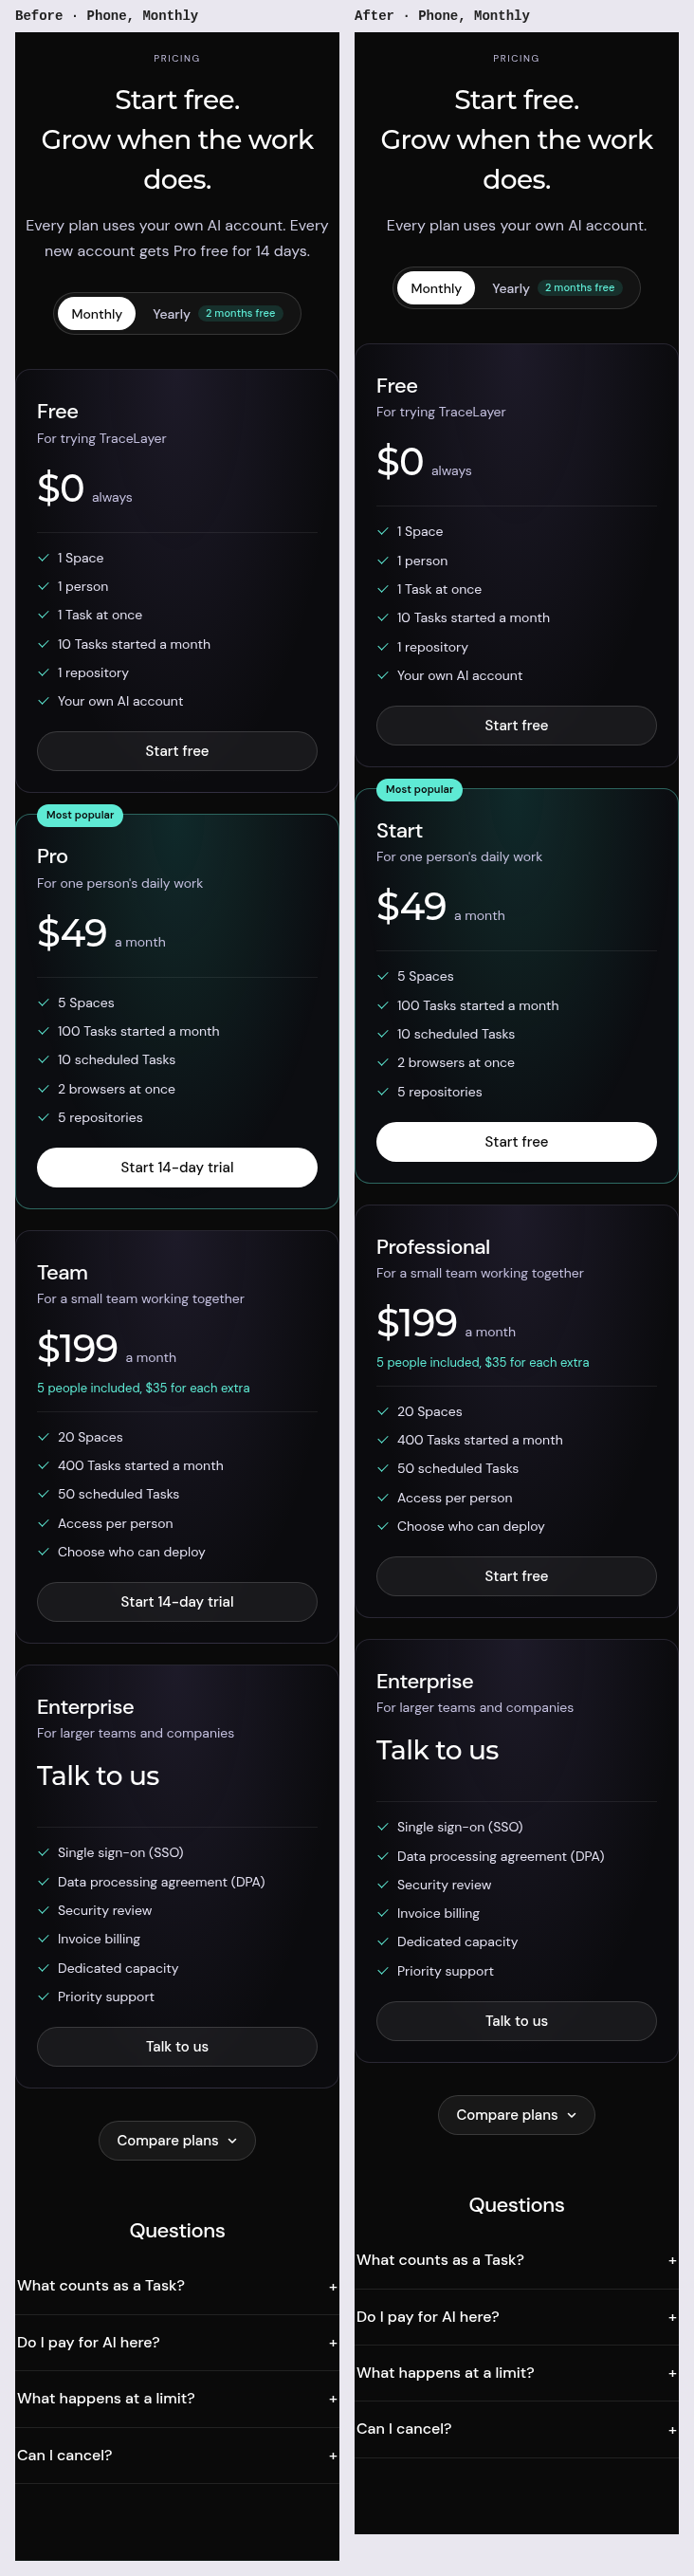 Before · Phone, Monthly
PRICING
Start free.
Grow when the work
does.
Every plan uses your own AI account. Every
new account gets Pro free for 14 days.
Monthly Yearly 2 months free
Free
For trying TraceLayer
$0 always
1 Space
1 person
1 Task at once
10 Tasks started a month
1 repository
Your own AI account
Start free
Most popular
Pro
For one person's daily work
$49 a month
5 Spaces
100 Tasks started a month
10 scheduled Tasks
2 browsers at once
5 repositories
Start 14-day trial
Team
For a small team working together
$199 a month
5 people included, $35 for each extra
20 Spaces
400 Tasks started a month
50 scheduled Tasks
Access per person
Choose who can deploy
Start 14-day trial
Enterprise
For larger teams and companies
Talk to us
Single sign-on (SSO)
Data processing agreement (DPA)
Security review
Invoice billing
Dedicated capacity
Priority support
Talk to us
Compare plans
Questions
What counts as a Task? +
Do I pay for AI here? +
What happens at a limit? +
Can I cancel? +
After · Phone, Monthly
PRICING
Start free.
Grow when the work
does.
Every plan uses your own AI account.
Monthly Yearly 2 months free
Free
For trying TraceLayer
$0 always
1 Space
1 person
1 Task at once
10 Tasks started a month
1 repository
Your own AI account
Start free
Most popular
Start
For one person's daily work
$49 a month
5 Spaces
100 Tasks started a month
10 scheduled Tasks
2 browsers at once
5 repositories
Start free
Professional
For a small team working together
$199 a month
5 people included, $35 for each extra
20 Spaces
400 Tasks started a month
50 scheduled Tasks
Access per person
Choose who can deploy
Start free
Enterprise
For larger teams and companies
Talk to us
Single sign-on (SSO)
Data processing agreement (DPA)
Security review
Invoice billing
Dedicated capacity
Priority support
Talk to us
Compare plans
Questions
What counts as a Task? +
Do I pay for AI here? +
What happens at a limit? +
Can I cancel? +